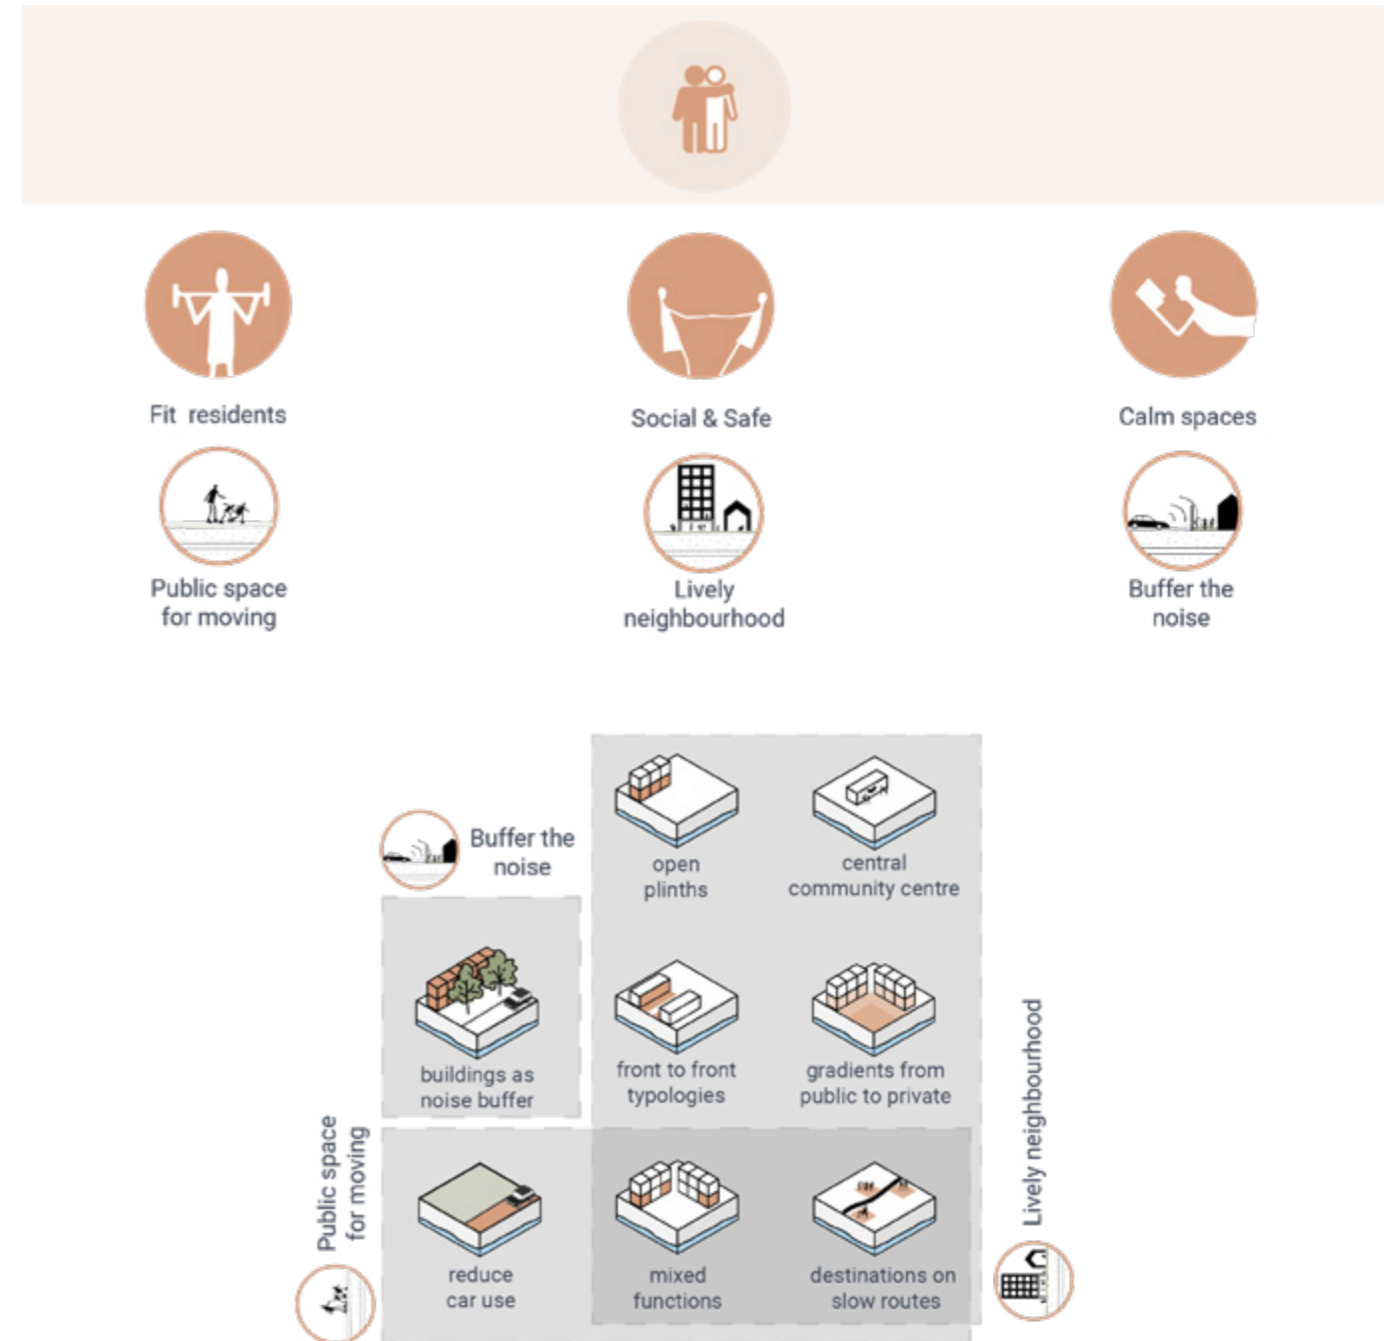 Fit residents
Social & Safe
Calm spaces
Public space
for moving
Lively
neighbourhood
Buffer the
noise
Buffer the
noise
open
plinths
central
community centre
buildings as
noise buffer
front to front
typologies
gradients from
public to private
Public space
for moving
Lively neighbourhood
reduce
car use
mixed
functions
destinations on
slow routes